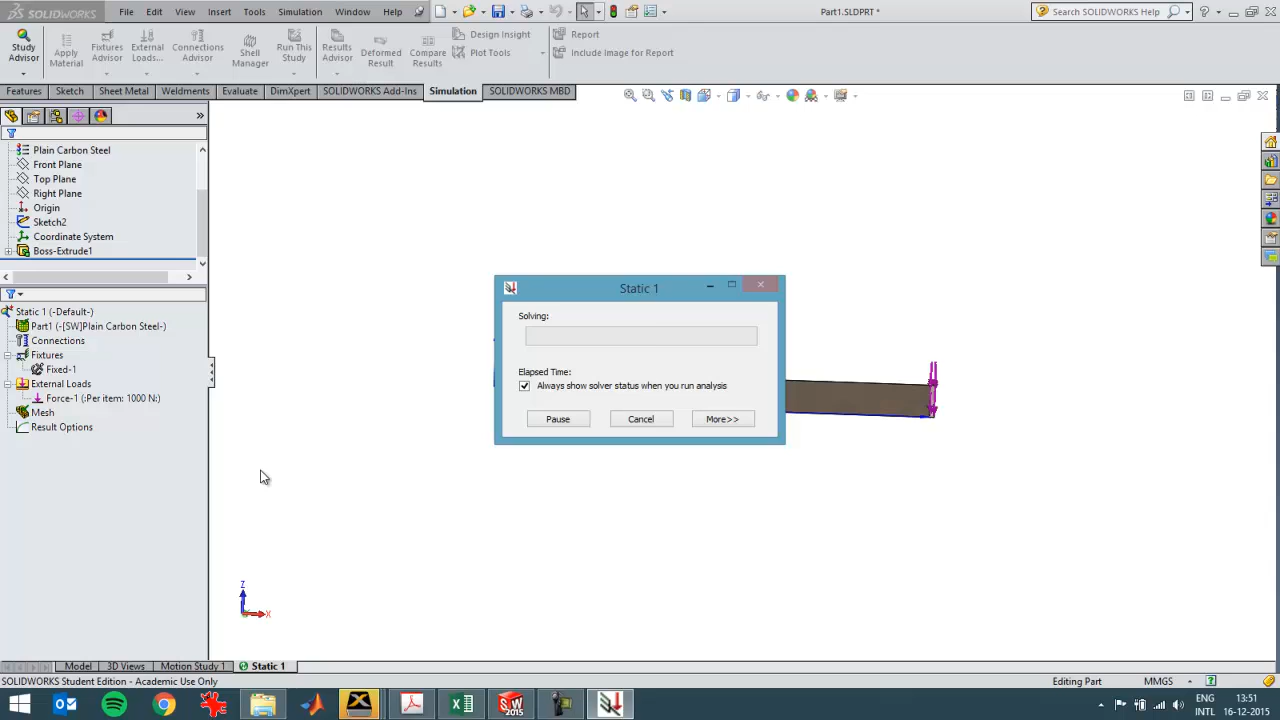 SOLIDWORKS File Edit View Insert Tools Simulation Window Help Part1.SLDPRT * Search SOLIDWORKS Help
Study Advisor
Apply Material
Fixtures Advisor
External Loads...
Connections Advisor
Shell Manager
Run This Study
Results Advisor
Deformed Result
Compare Results
Design Insight
Plot Tools
Report
Include Image for Report
Features Sketch Sheet Metal Weldments Evaluate DimXpert SOLIDWORKS Add-Ins Simulation SOLIDWORKS MBD
Plain Carbon Steel
Front Plane
Top Plane
Right Plane
Origin
Sketch2
Coordinate System
Boss-Extrude1
Static 1 (-Default-)
Part1 (-[SW]Plain Carbon Steel-)
Connections
Fixtures
Fixed-1
External Loads
Force-1 (:Per item: 1000 N:)
Mesh
Result Options
Static 1
Solving:
Elapsed Time:
Always show solver status when you run analysis
Pause Cancel More>>
Z
X
Model 3D Views Motion Study 1 Static 1
SOLIDWORKS Student Edition - Academic Use Only Editing Part MMGS
SW 2015
ENG 13:51
INTL 16-12-2015